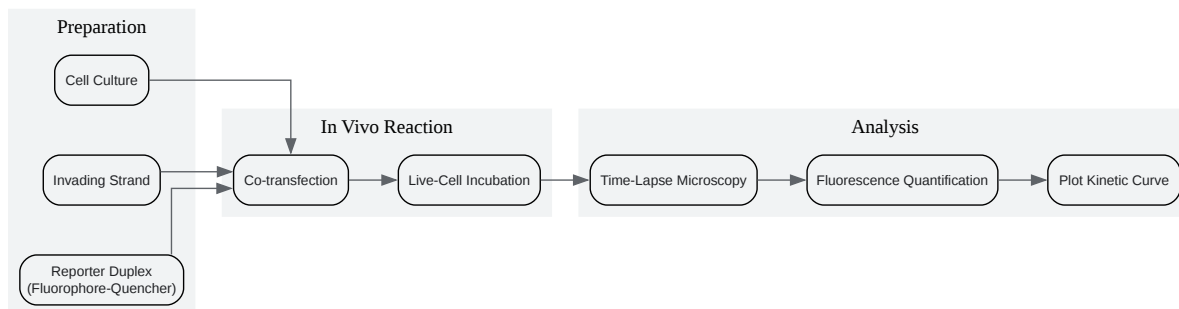 Preparation
Cell Culture
Invading Strand
Reporter Duplex
(Fluorophore-Quencher)
In Vivo Reaction
Co-transfection
Live-Cell Incubation
Analysis
Time-Lapse Microscopy
Fluorescence Quantification
Plot Kinetic Curve